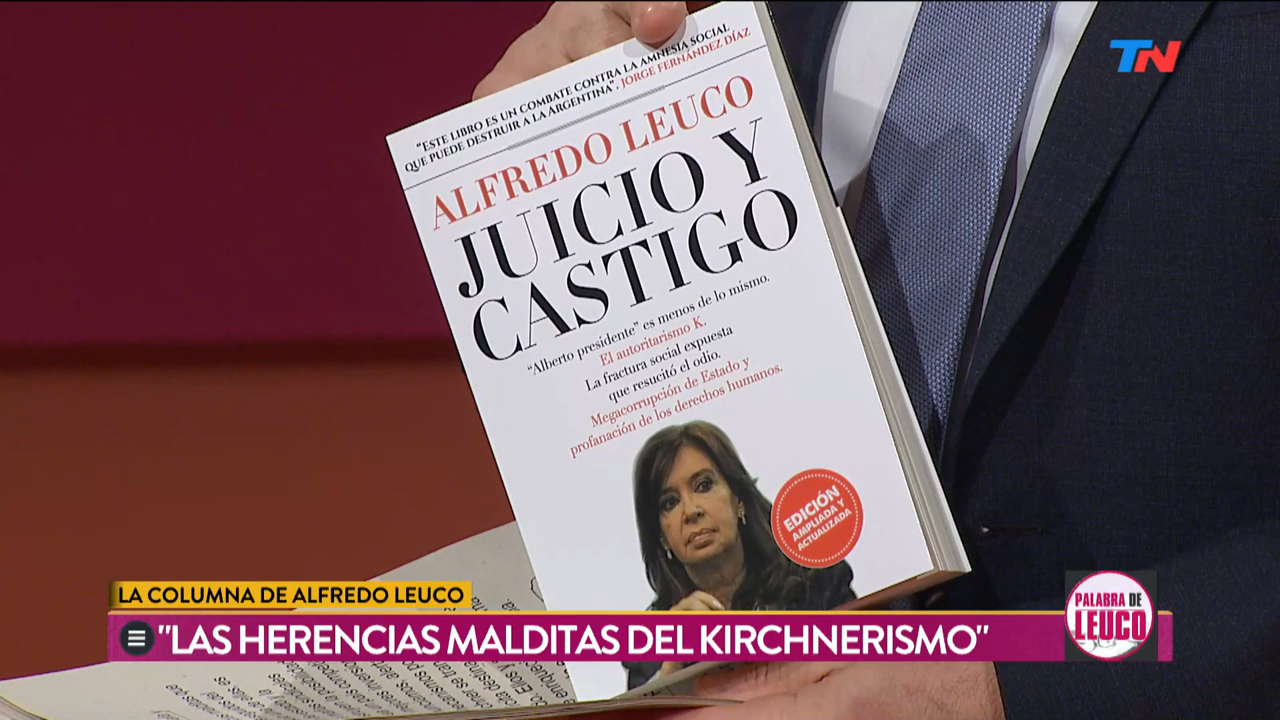 TN
"ESTE LIBRO ES UN COMBATE CONTRA LA AMNESIA SOCIAL
QUE PUEDE DESTRUIR A LA ARGENTINA". JORGE FERNÁNDEZ DÍAZ
ALFREDO LEUCO
JUICIO Y
CASTIGO
"Alberto presidente" es menos de lo mismo.
El autoritarismo K.
La fractura social expuesta
que resucitó el odio.
Megacorrupción de Estado y
profanación de los derechos humanos.
EDICIÓN
AMPLIADA Y
ACTUALIZADA
LA COLUMNA DE ALFREDO LEUCO
"LAS HERENCIAS MALDITAS DEL KIRCHNERISMO"
PALABRA DE
LEUCO